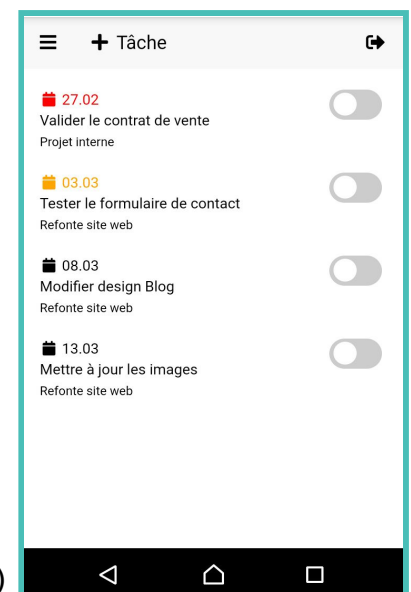 Tâche
27.02
Valider le contrat de vente
Projet interne
03.03
Tester le formulaire de contact
Refonte site web
08.03
Modifier design Blog
Refonte site web
13.03
Mettre à jour les images
Refonte site web
)